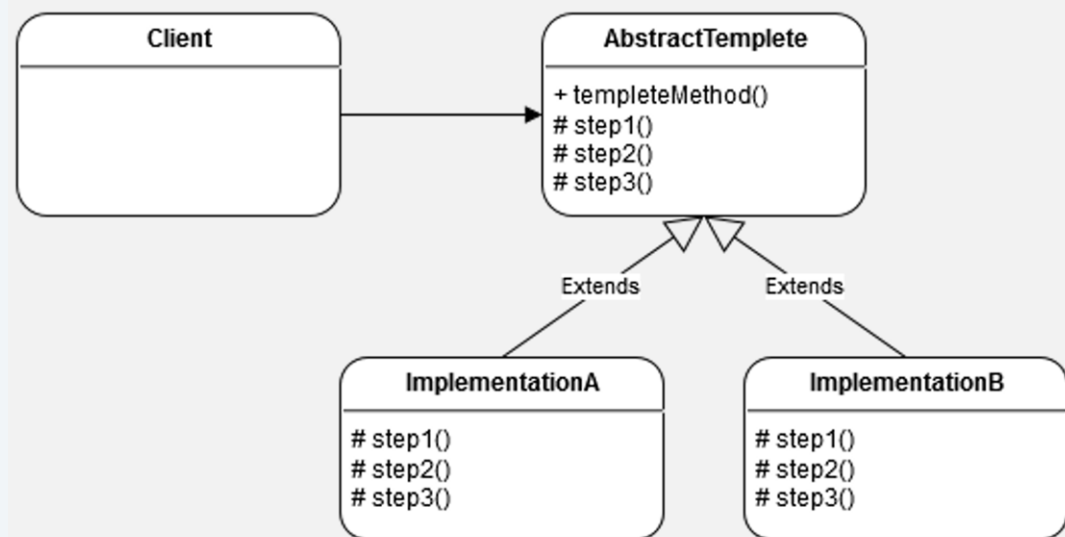 Client
AbstractTemplete
+ templeteMethod()
# step1()
# step2()
# step3()
Extends
Extends
ImplementationA
# step1()
# step2()
# step3()
ImplementationB
# step1()
# step2()
# step3()